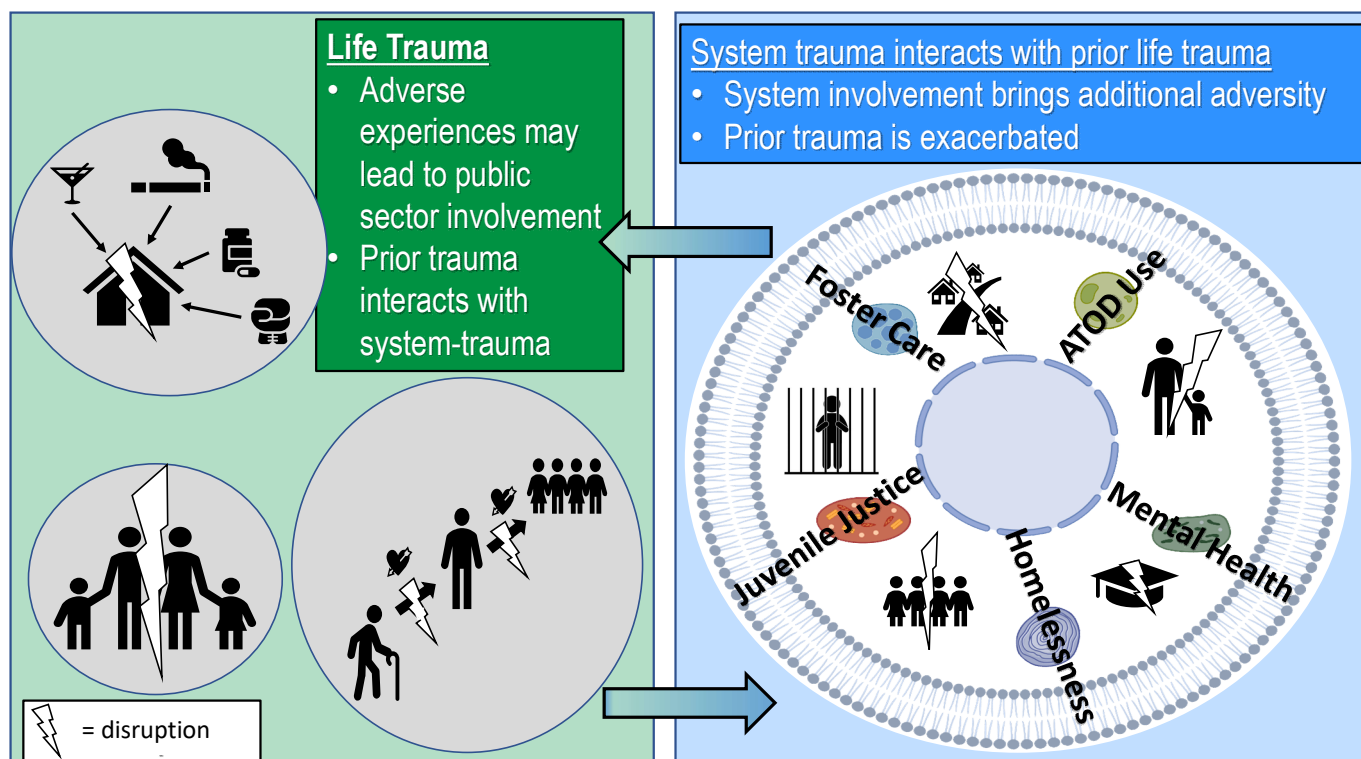 Life Trauma
• Adverse
experiences may
lead to public
sector involvement
• Prior trauma
interacts with
system-trauma
= disruption
System trauma interacts with prior life trauma
• System involvement brings additional adversity
• Prior trauma is exacerbated
Foster Care
ATOD Use
Juvenile Justice
Mental Health
Homelessness